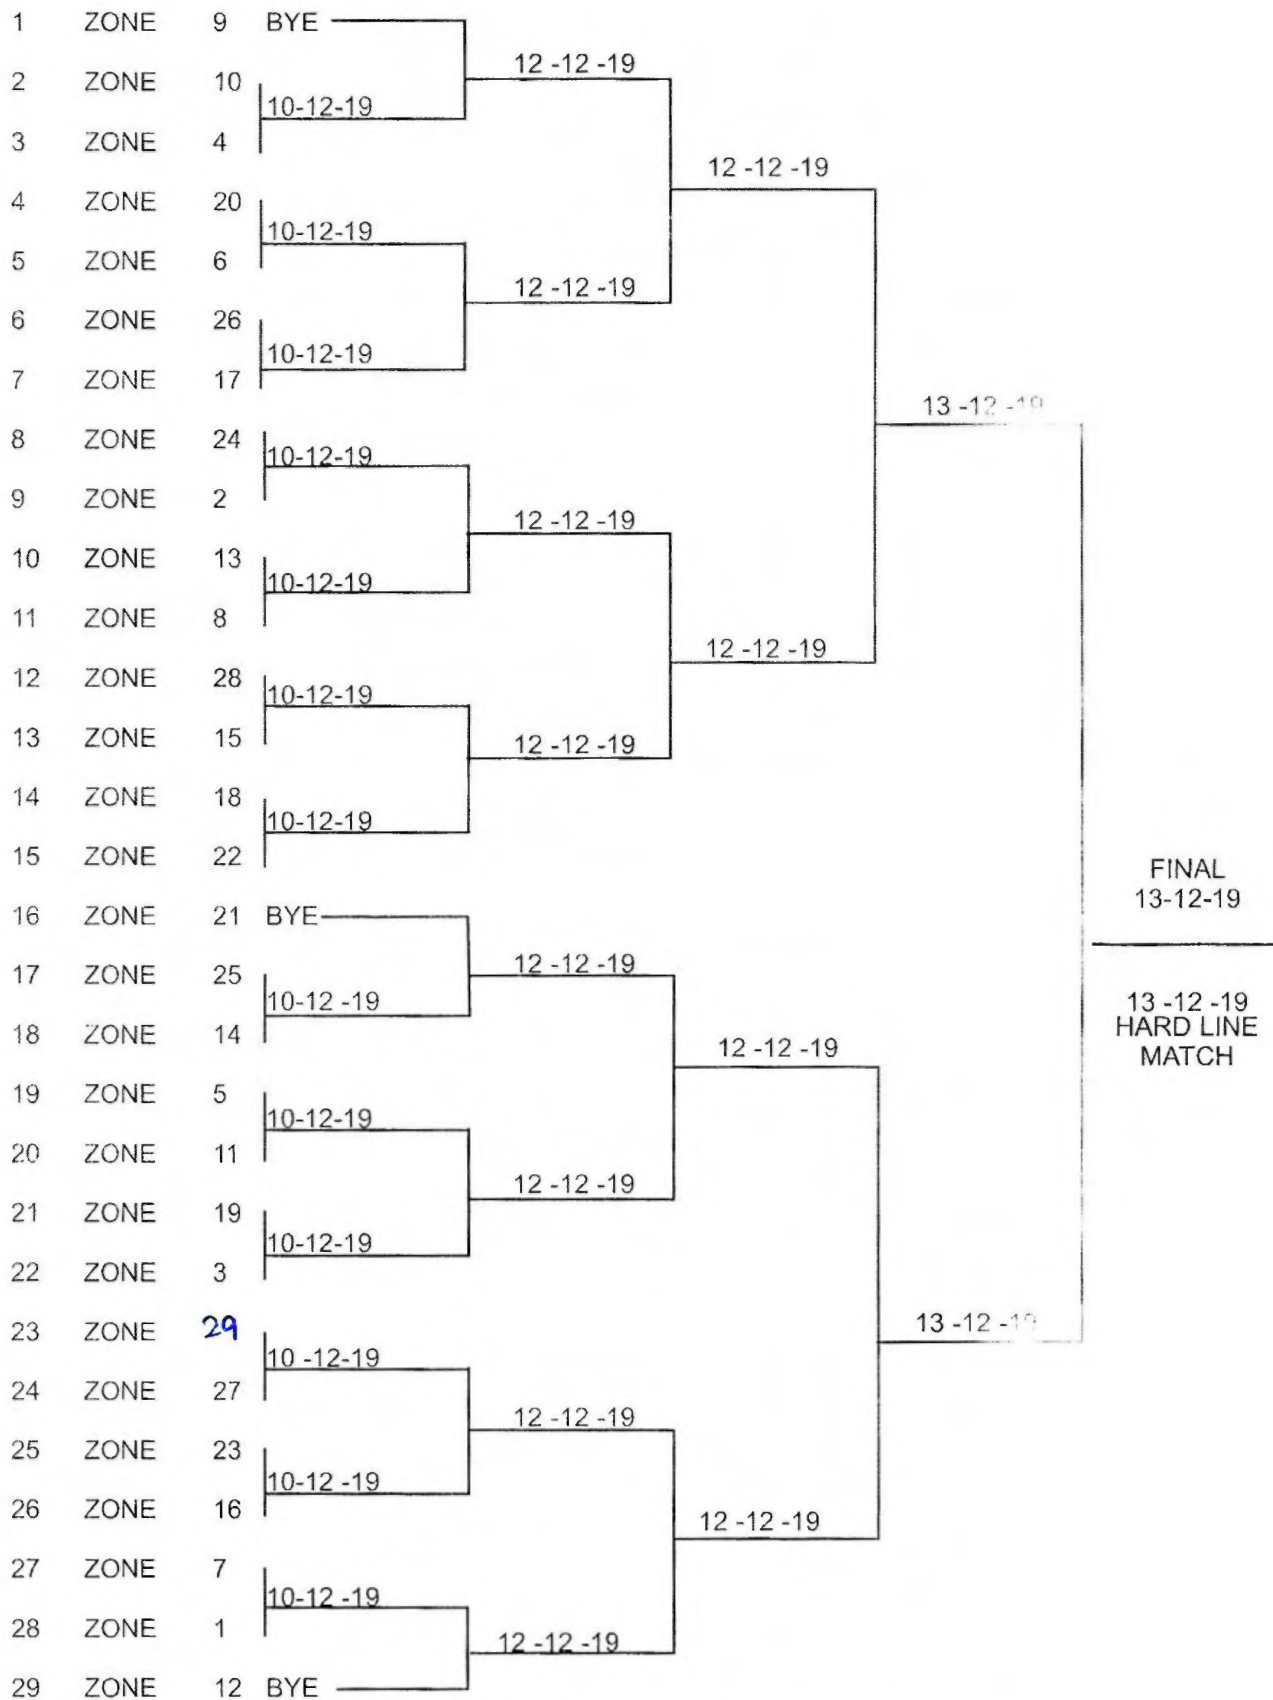 1 ZONE 9 BYE
12 -12 -19
2 ZONE 10
10-12-19
3 ZONE 4
12 -12 -19
4 ZONE 20
10-12-19
5 ZONE 6
12 -12 -19
6 ZONE 26
10-12-19
7 ZONE 17
13 -12 -19
8 ZONE 24
10-12-19
9 ZONE 2
12 -12 -19
10 ZONE 13
10-12-19
11 ZONE 8
12 -12 -19
12 ZONE 28
10-12-19
13 ZONE 15
12 -12 -19
14 ZONE 18
10-12-19
15 ZONE 22
FINAL
13-12-19
16 ZONE 21 BYE
12 -12 -19
17 ZONE 25
10-12 -19
13 -12 -19
HARD LINE
MATCH
18 ZONE 14
12 -12 -19
19 ZONE 5
10-12-19
20 ZONE 11
12 -12 -19
21 ZONE 19
10-12-19
22 ZONE 3
13 -12 -19
23 ZONE 29
10 -12-19
24 ZONE 27
12 -12 -19
25 ZONE 23
10-12 -19
26 ZONE 16
12 -12 -19
27 ZONE 7
10-12 -19
28 ZONE 1
12 -12 -19
29 ZONE 12 BYE